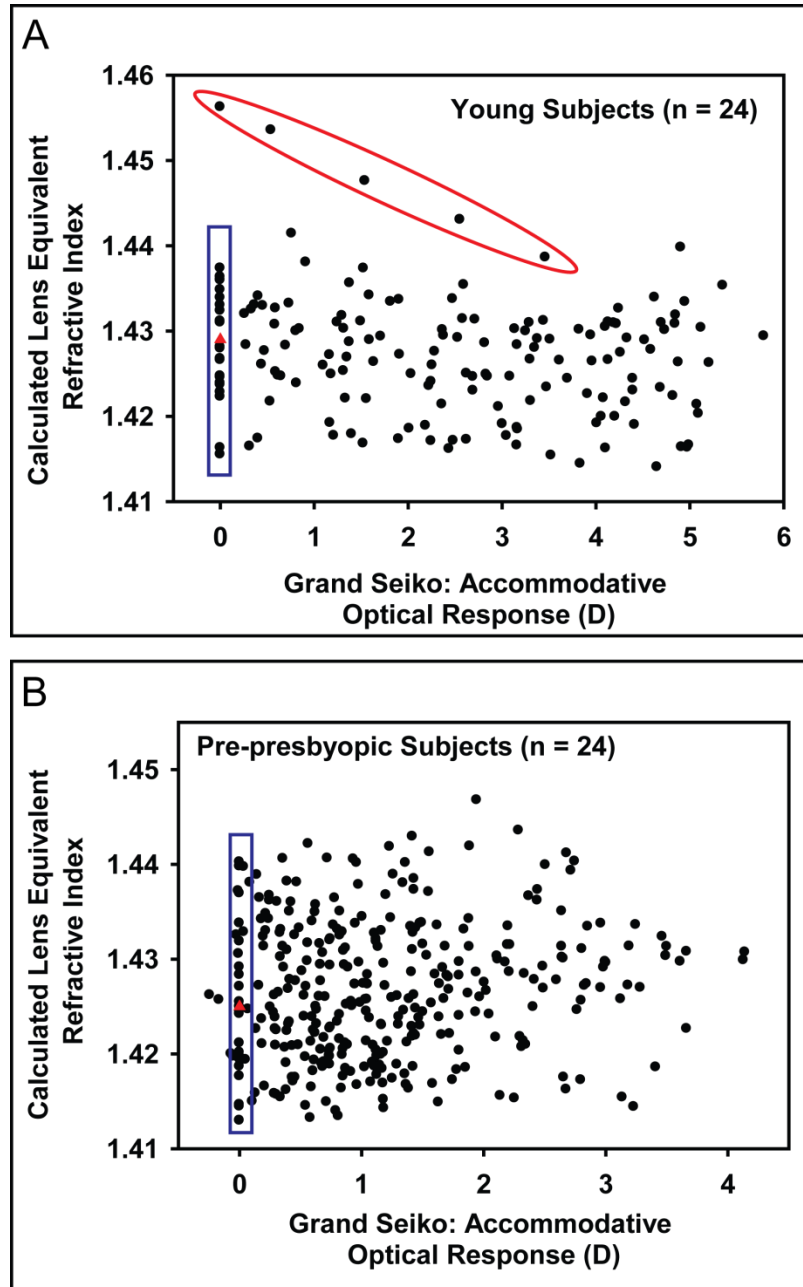 A
Calculated Lens Equivalent
Refractive Index
1.46
1.45
1.44
1.43
1.42
1.41
Young Subjects (n = 24)
0 1 2 3 4 5 6
Grand Seiko: Accommodative
Optical Response (D)
B
Calculated Lens Equivalent
Refractive Index
1.45
1.44
1.43
1.42
1.41
Pre-presbyopic Subjects (n = 24)
0 1 2 3 4
Grand Seiko: Accommodative
Optical Response (D)